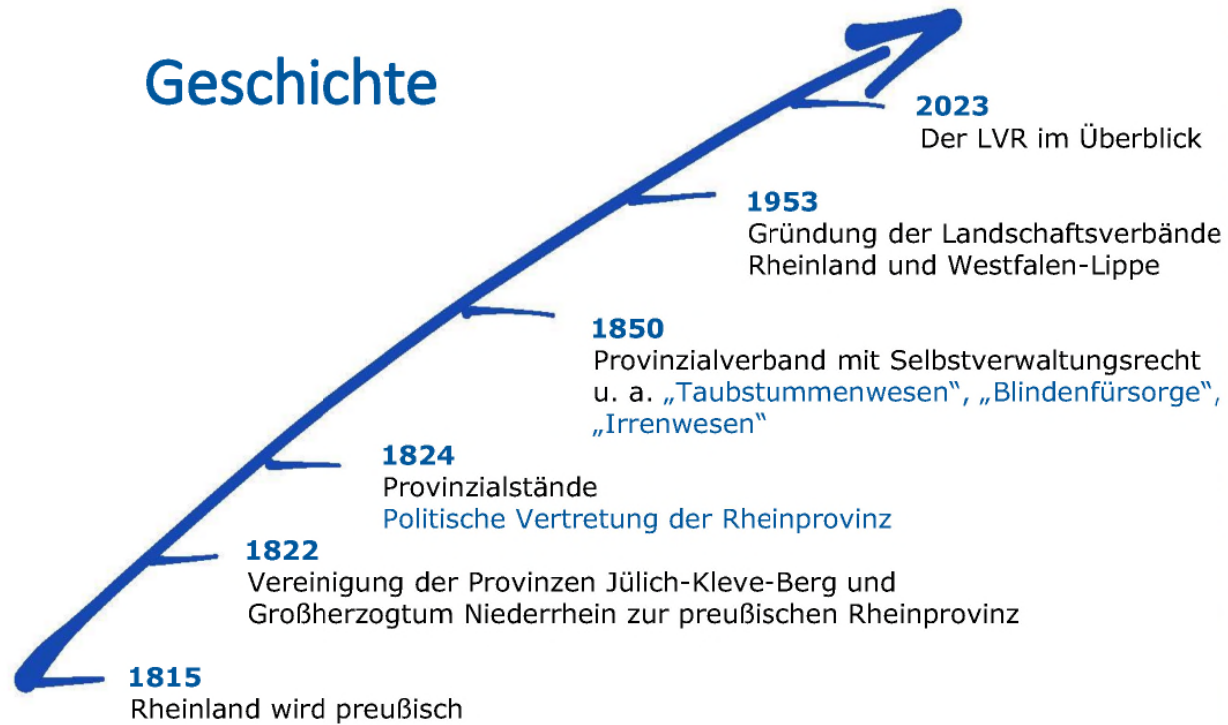 Geschichte
2023
Der LVR im Überblick
1953
Gründung der Landschaftsverbände
Rheinland und Westfalen-Lippe
1850
Provinzialverband mit Selbstverwaltungsrecht
u. a. „Taubstummenwesen“, „Blindenfürsorge“,
„Irrenwesen“
1824
Provinzialstände
Politische Vertretung der Rheinprovinz
1822
Vereinigung der Provinzen Jülich-Kleve-Berg und
Großherzogtum Niederrhein zur preußischen Rheinprovinz
1815
Rheinland wird preußisch